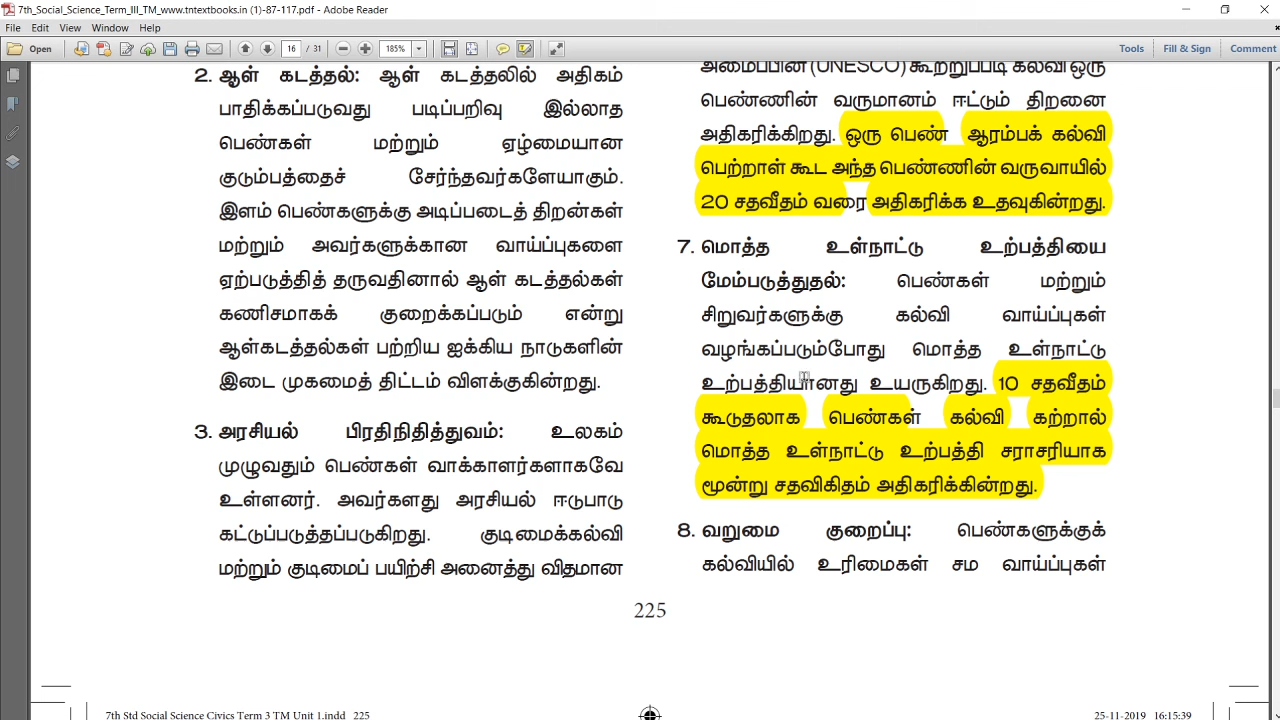 7th_Social_Science_Term_III_TM_www.tntextbooks.in (1)-87-117.pdf - Adobe Reader
File Edit View Window Help
Open 16 / 31 185% Tools Fill & Sign Comment
2. ஆள் கடத்தல்: ஆள் கடத்தலில் அதிகம்
பாதிக்கப்படுவது படிப்பறிவு இல்லாத
பெண்கள் மற்றும் ஏழ்மையான
குடும்பத்தைச் சேர்ந்தவர்களேயாகும்.
இளம் பெண்களுக்கு அடிப்படைத் திறன்கள்
மற்றும் அவர்களுக்கான வாய்ப்புகளை
ஏற்படுத்தித் தருவதினால் ஆள் கடத்தல்கள்
கணிசமாகக் குறைக்கப்படும் என்று
ஆள்கடத்தல்கள் பற்றிய ஐக்கிய நாடுகளின்
இடை முகமைத் திட்டம் விளக்குகின்றது.
3. அரசியல் பிரதிநிதித்துவம்: உலகம்
முழுவதும் பெண்கள் வாக்காளர்களாகவே
உள்ளனர். அவர்களது அரசியல் ஈடுபாடு
கட்டுப்படுத்தப்படுகிறது. குடிமைக்கல்வி
மற்றும் குடிமைப் பயிற்சி அனைத்து விதமான
அமைப்பின் (UNESCO) கூற்றுப்படி கல்வி ஒரு
பெண்ணின் வருமானம் ஈட்டும் திறனை
அதிகரிக்கிறது. ஒரு பெண் ஆரம்பக் கல்வி
பெற்றாள் கூட அந்த பெண்ணின் வருவாயில்
20 சதவீதம் வரை அதிகரிக்க உதவுகின்றது.
7. மொத்த உள்நாட்டு உற்பத்தியை
மேம்படுத்துதல்: பெண்கள் மற்றும்
சிறுவர்களுக்கு கல்வி வாய்ப்புகள்
வழங்கப்படும்போது மொத்த உள்நாட்டு
உற்பத்தியானது உயருகிறது. 10 சதவீதம்
கூடுதலாக பெண்கள் கல்வி கற்றால்
மொத்த உள்நாட்டு உற்பத்தி சராசரியாக
மூன்று சதவிகிதம் அதிகரிக்கின்றது.
8. வறுமை குறைப்பு: பெண்களுக்குக்
கல்வியில் உரிமைகள் சம வாய்ப்புகள்
225
7th Std Social Science Civics Term 3 TM Unit 1.indd 225
25-11-2019 16:15:39